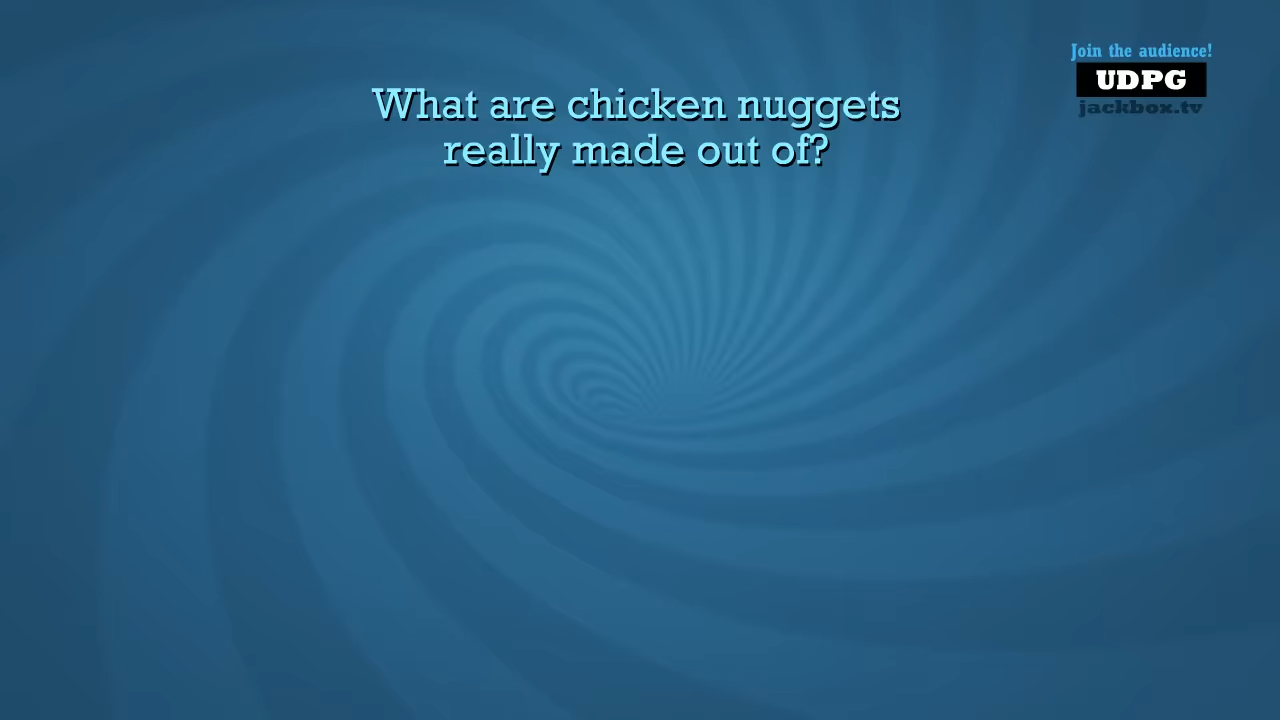 Join the audience!
UDPG
jackbox.tv
What are chicken nuggets
really made out of?